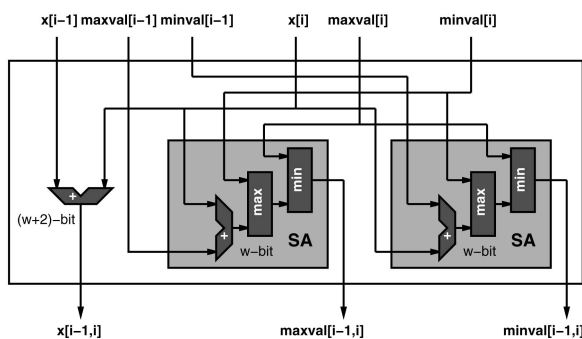 x[i−1] maxval[i−1] minval[i−1] x[i] maxval[i] minval[i]
min
min
max
max
+
(w+2)−bit
+
w−bit
SA
+
w−bit
SA
x[i−1,i] maxval[i−1,i] minval[i−1,i]